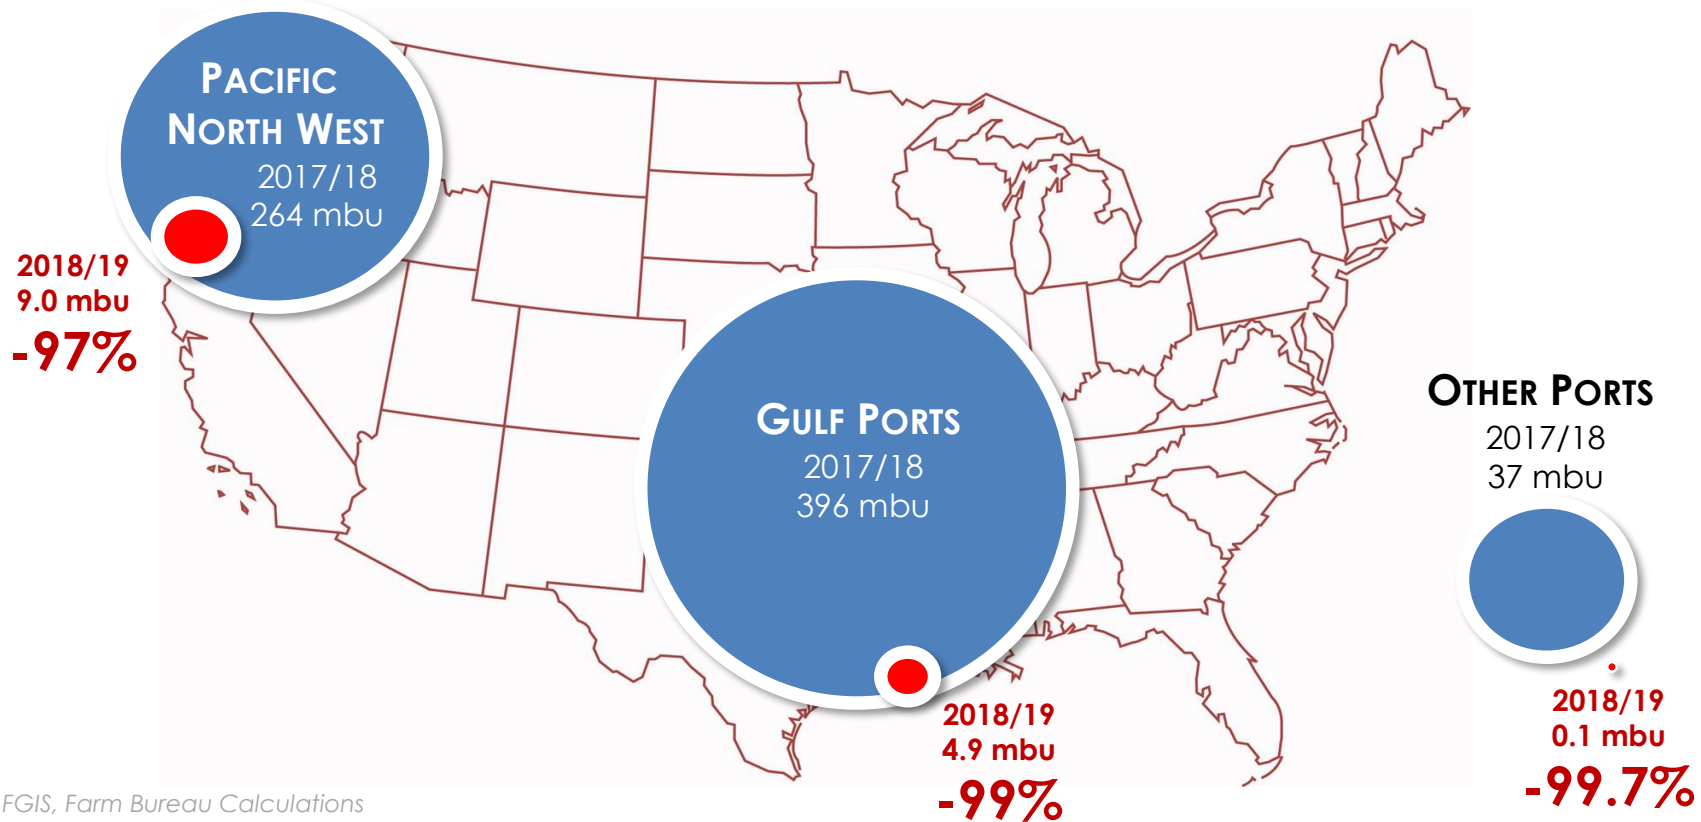 PACIFIC
NORTH WEST
2017/18
264 mbu
2018/19
9.0 mbu
-97%
GULF PORTS
2017/18
396 mbu
2018/19
4.9 mbu
-99%
OTHER PORTS
2017/18
37 mbu
2018/19
0.1 mbu
-99.7%
FGIS, Farm Bureau Calculations